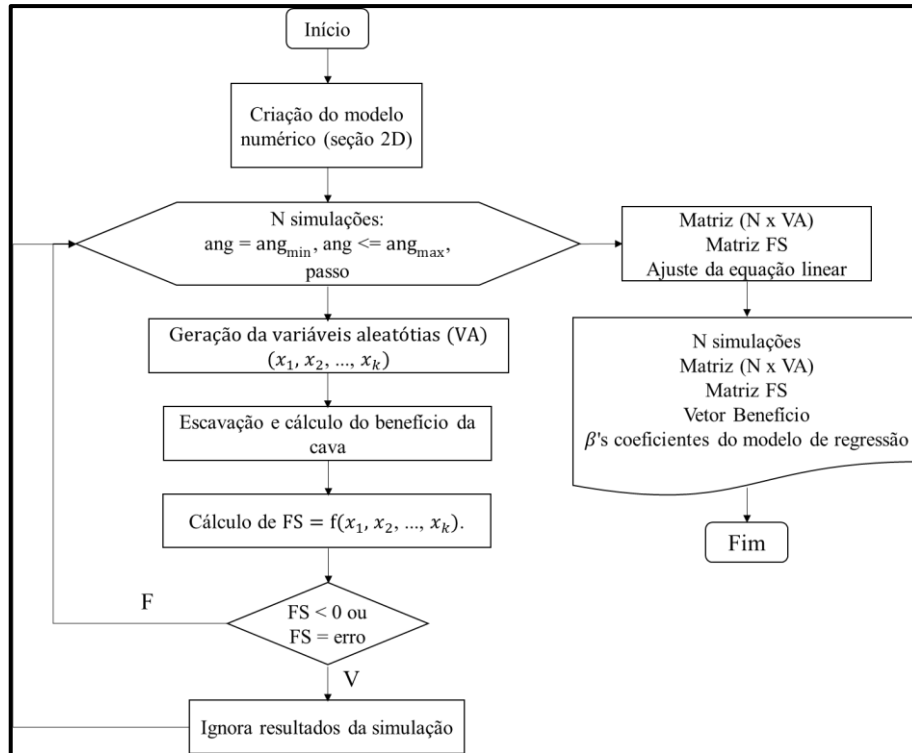 Início
Criação do modelo
numérico (seção 2D)
N simulações:
ang = ang_min, ang <= ang_max,
passo
Geração da variáveis aleatótias (VA)
(x_1, x_2, ..., x_k)
Escavação e cálculo do benefício da
cava
Cálculo de FS = f(x_1, x_2, ..., x_k).
F
FS < 0 ou
FS = erro
V
Ignora resultados da simulação
Matriz (N x VA)
Matriz FS
Ajuste da equação linear
N simulações
Matriz (N x VA)
Matriz FS
Vetor Benefício
β's coeficientes do modelo de regressão
Fim